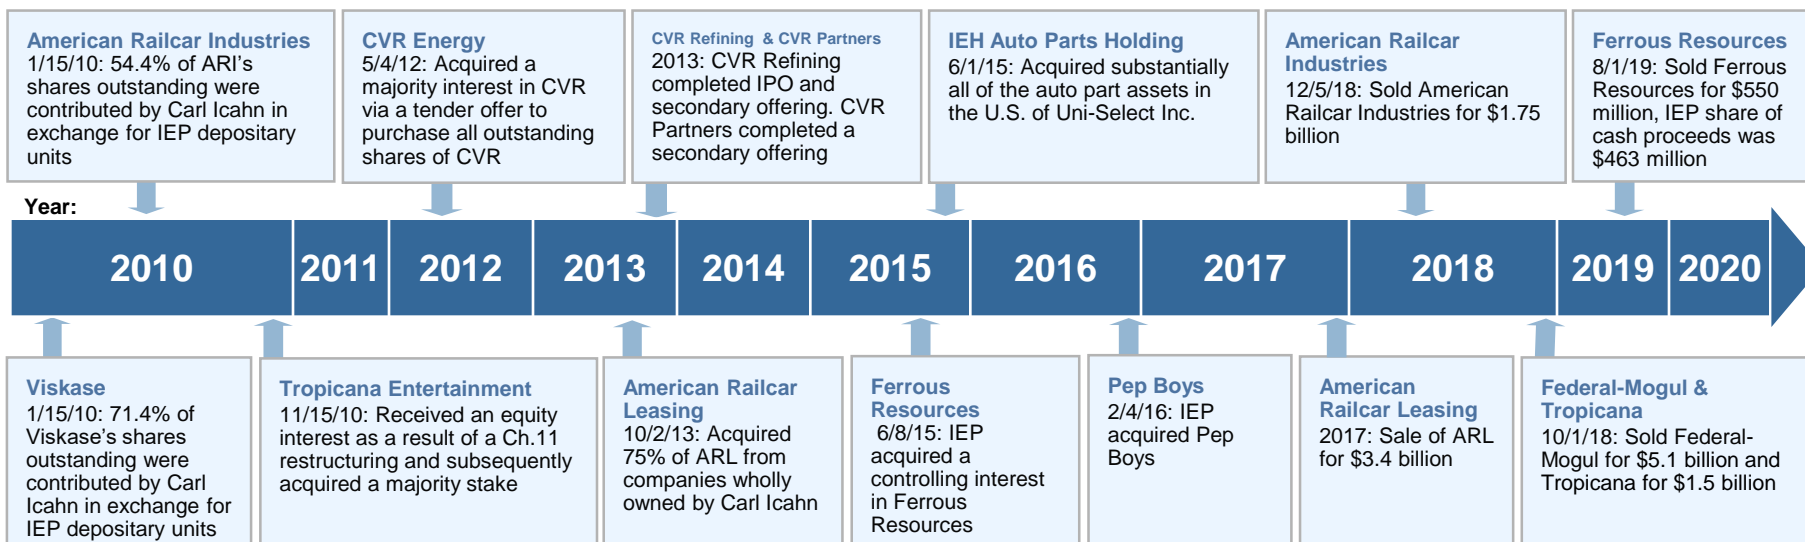 American Railcar Industries
1/15/10: 54.4% of ARI's
shares outstanding were
contributed by Carl Icahn in
exchange for IEP depositary
units
CVR Energy
5/4/12: Acquired a
majority interest in CVR
via a tender offer to
purchase all outstanding
shares of CVR
CVR Refining & CVR Partners
2013: CVR Refining
completed IPO and
secondary offering. CVR
Partners completed a
secondary offering
IEH Auto Parts Holding
6/1/15: Acquired substantially
all of the auto part assets in
the U.S. of Uni-Select Inc.
American Railcar
Industries
12/5/18: Sold American
Railcar Industries for $1.75
billion
Ferrous Resources
8/1/19: Sold Ferrous
Resources for $550
million, IEP share of
cash proceeds was
$463 million
Year:
2010 2011 2012 2013 2014 2015 2016 2017 2018 2019 2020
Viskase
1/15/10: 71.4% of
Viskase's shares
outstanding were
contributed by Carl
Icahn in exchange for
IEP depositary units
Tropicana Entertainment
11/15/10: Received an equity
interest as a result of a Ch.11
restructuring and subsequently
acquired a majority stake
American Railcar
Leasing
10/2/13: Acquired
75% of ARL from
companies wholly
owned by Carl Icahn
Ferrous
Resources
6/8/15: IEP
acquired a
controlling interest
in Ferrous
Resources
Pep Boys
2/4/16: IEP
acquired Pep
Boys
American
Railcar Leasing
2017: Sale of ARL
for $3.4 billion
Federal-Mogul &
Tropicana
10/1/18: Sold Federal-
Mogul for $5.1 billion and
Tropicana for $1.5 billion